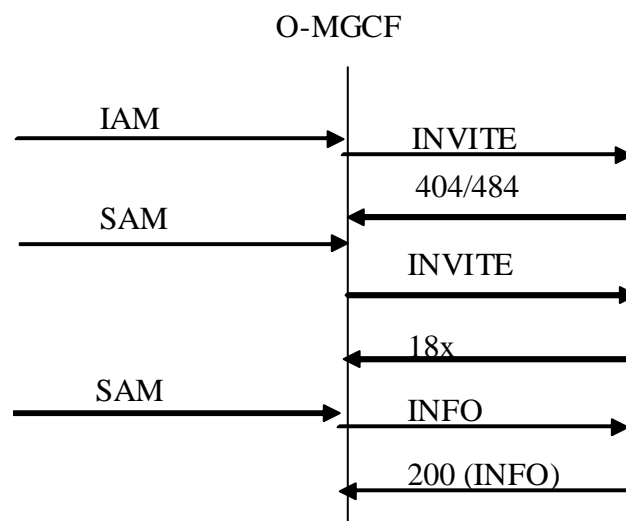 O-MGCF
IAM
INVITE
404/484
SAM
INVITE
18x
SAM
INFO
200 (INFO)